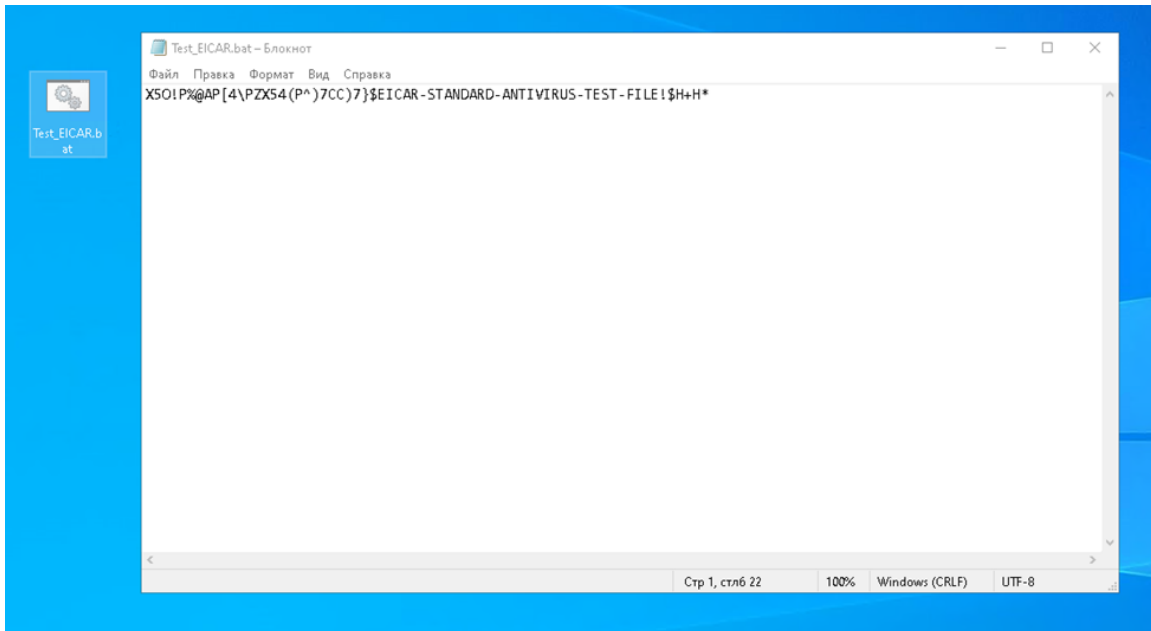 Test_EICAR.bat – Блокнот
Файл Правка Формат Вид Справка
X5O!P%@AP[4\PZX54(P^)7CC)7}$EICAR-STANDARD-ANTIVIRUS-TEST-FILE!$H+H*
Test_EICAR.b
at
Стр 1, стлб 22 100% Windows (CRLF) UTF-8